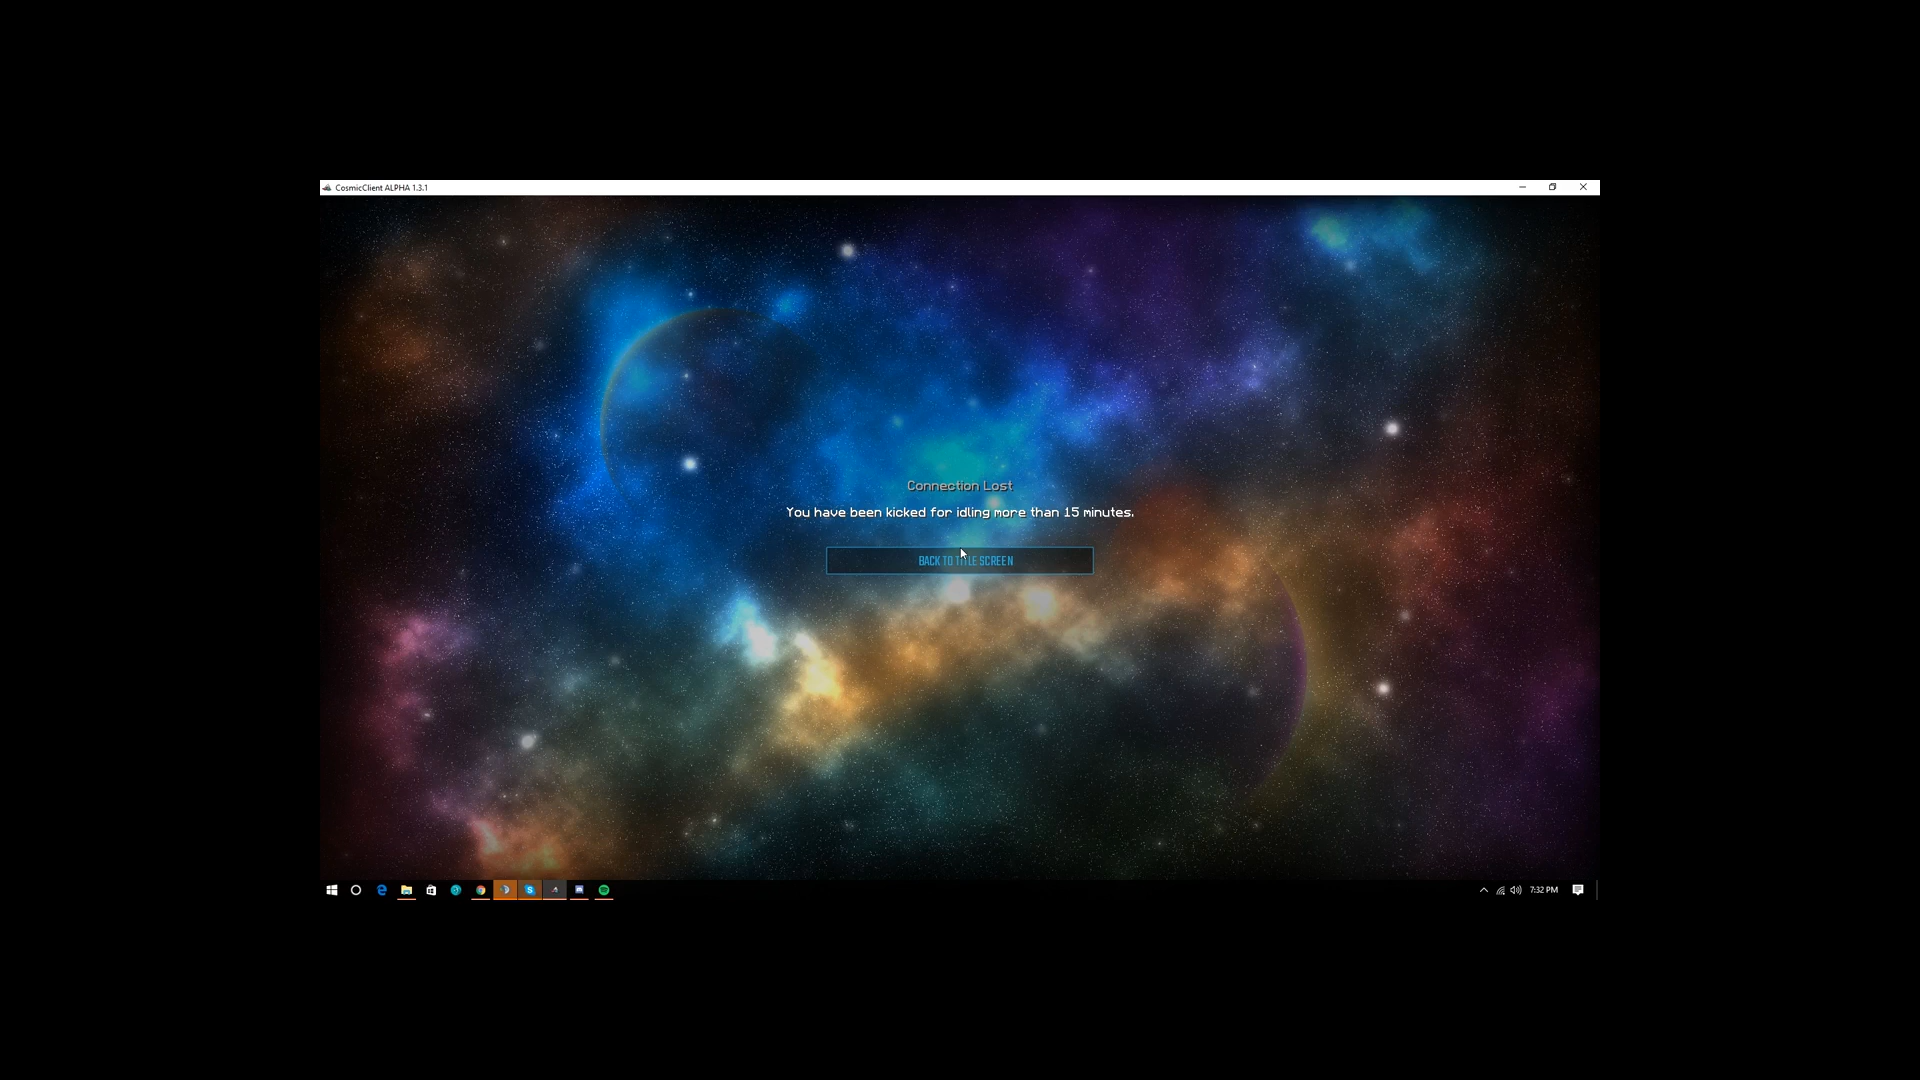 CosmicClient ALPHA 1.3.1
Connection Lost
You have been kicked for idling more than 15 minutes.
BACK TO TITLE SCREEN
7:32 PM